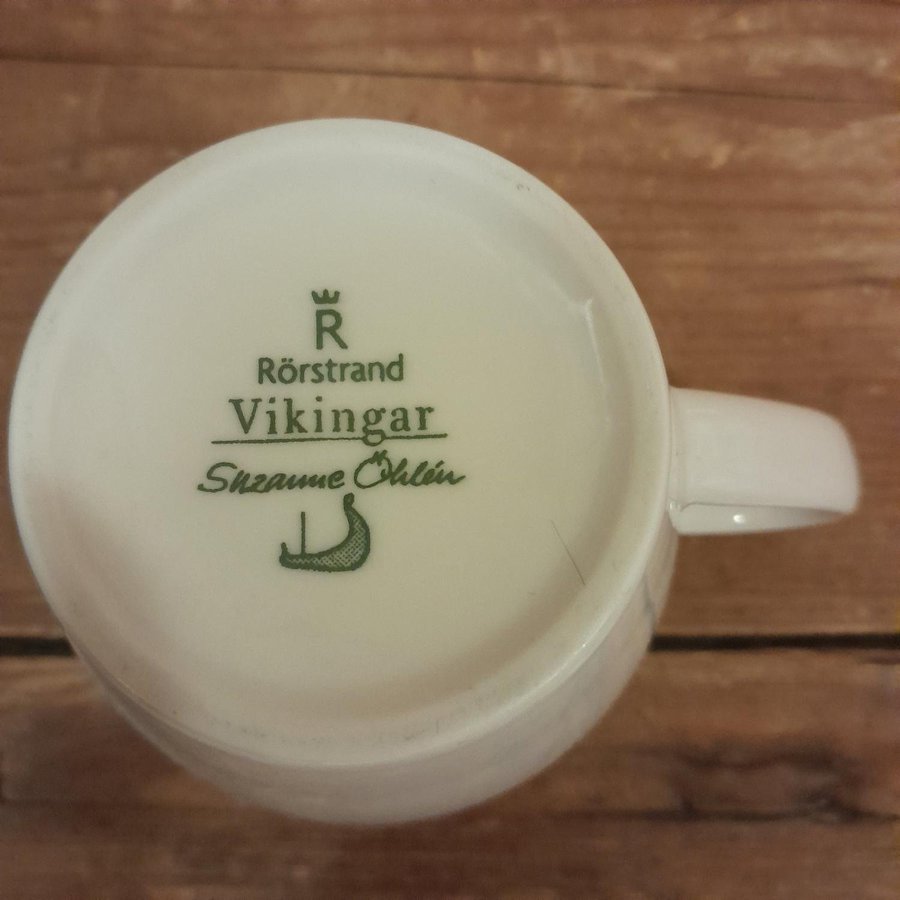 R
Rörstrand
Vikingar
Suzanne Öhlén